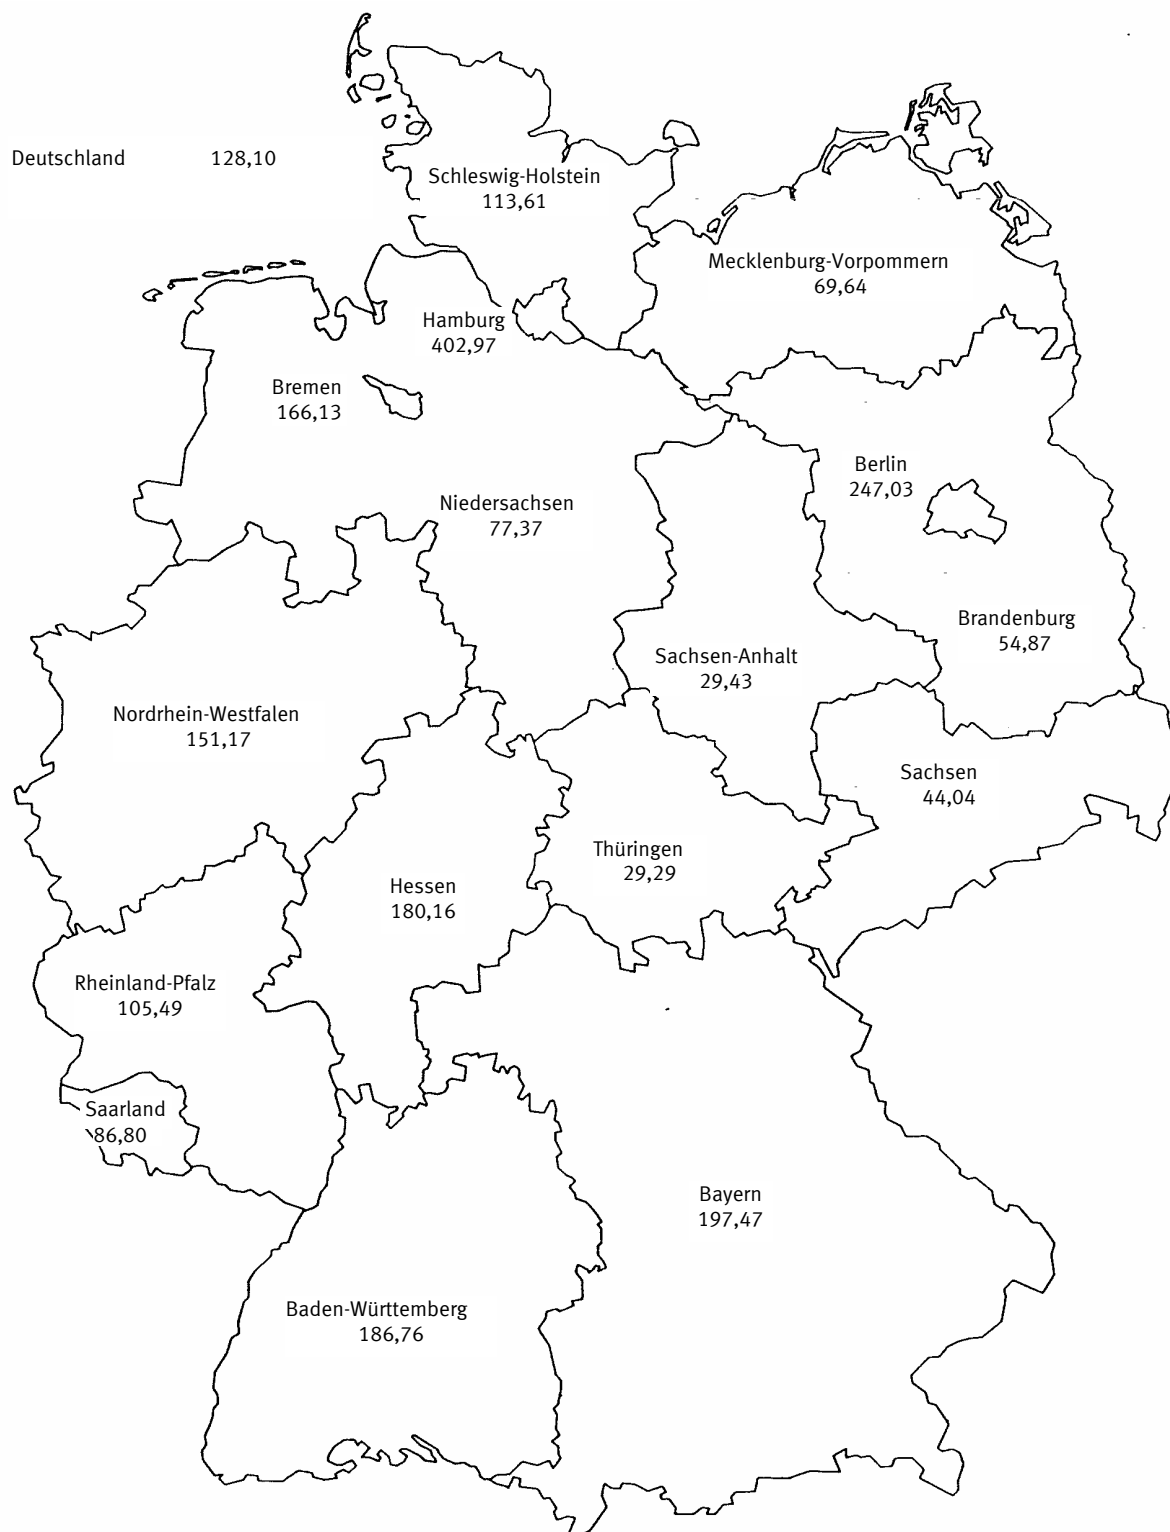 Deutschland 128,10
Schleswig-Holstein
113,61
Mecklenburg-Vorpommern
69,64
Hamburg
402,97
Bremen
166,13
Berlin
247,03
Niedersachsen
77,37
Brandenburg
54,87
Sachsen-Anhalt
29,43
Nordrhein-Westfalen
151,17
Sachsen
44,04
Thüringen
29,29
Hessen
180,16
Rheinland-Pfalz
105,49
Saarland
86,80
Bayern
197,47
Baden-Württemberg
186,76